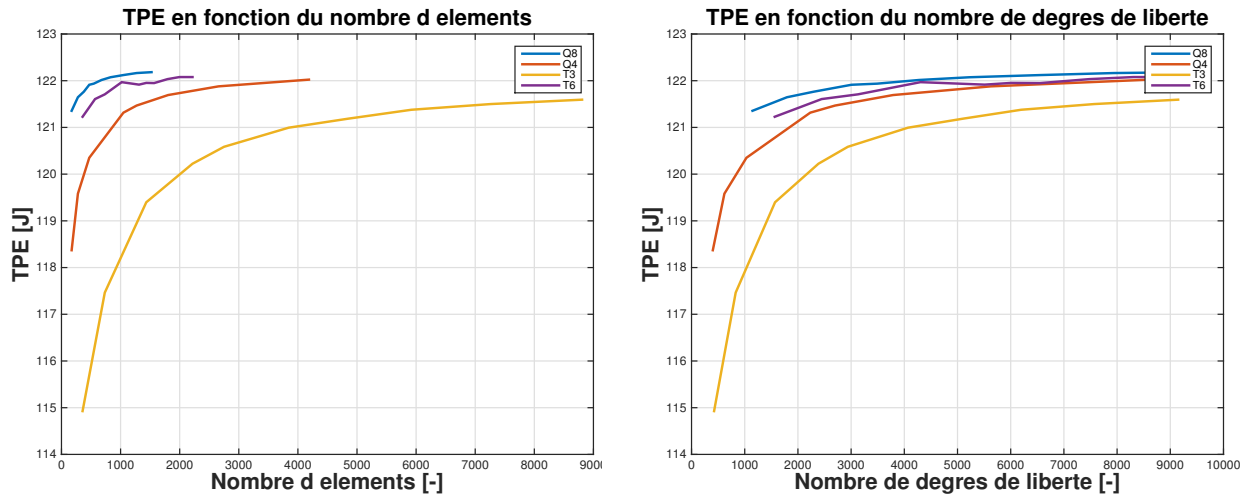 TPE en fonction du nombre d elements
123
122
121
120
119
118
117
116
115
114
TPE [J]
0 1000 2000 3000 4000 5000 6000 7000 8000 9000
Nombre d elements [-]
Q8
Q4
T3
T6
TPE en fonction du nombre de degres de liberte
123
122
121
120
119
118
117
116
115
114
TPE [J]
0 1000 2000 3000 4000 5000 6000 7000 8000 9000 10000
Nombre de degres de liberte [-]
Q8
Q4
T3
T6